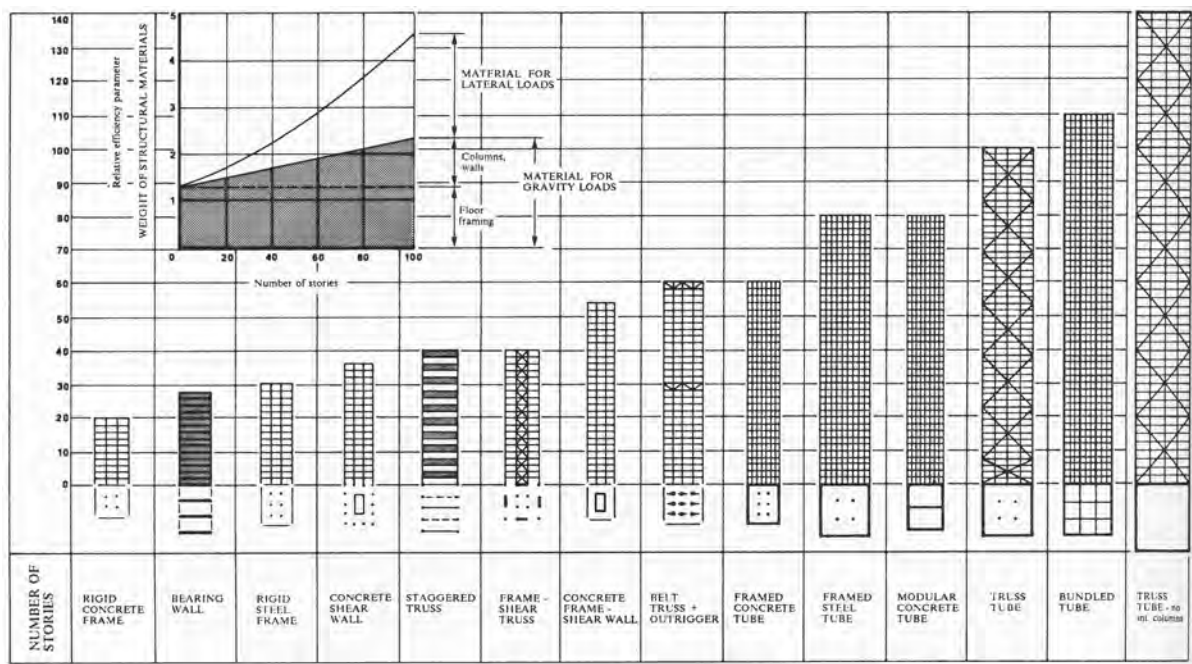 140
130
120
110
100
90
80
70
60
50
40
30
20
10
0
Relative efficiency parameter
WEIGHT OF STRUCTURAL MATERIALS
5
4
3
2
1
0
20
40
60
80
100
Number of stories
MATERIAL FOR
LATERAL LOADS
Columns,
walls
MATERIAL FOR
GRAVITY LOADS
Floor
framing
NUMBER OF
STORIES
RIGID
CONCRETE
FRAME
BEARING
WALL
RIGID
STEEL
FRAME
CONCRETE
SHEAR
WALL
STAGGERED
TRUSS
FRAME -
SHEAR
TRUSS
CONCRETE
FRAME -
SHEAR WALL
BELT
TRUSS +
OUTRIGGER
FRAMED
CONCRETE
TUBE
FRAMED
STEEL
TUBE
MODULAR
CONCRETE
TUBE
TRUSS
TUBE
BUNDLED
TUBE
TRUSS
TUBE - no
int. columns